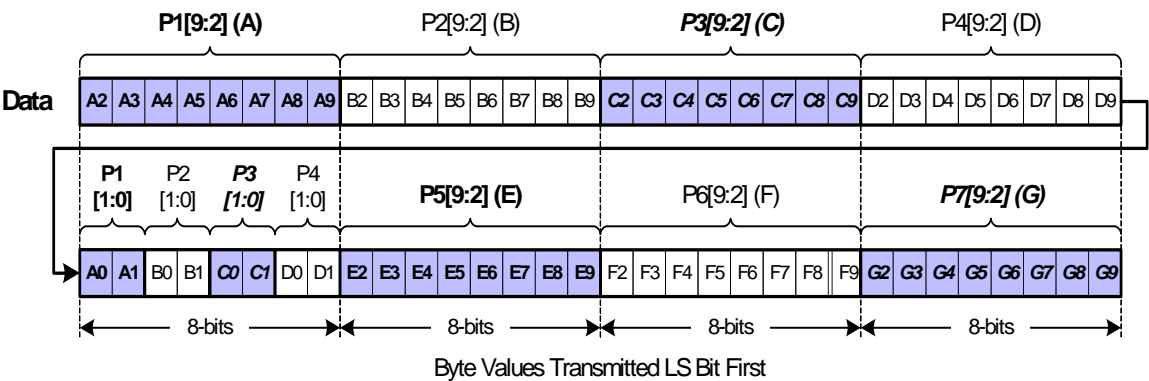 P1[9:2] (A) P2[9:2] (B) P3[9:2] (C) P4[9:2] (D)
Data A2 A3 A4 A5 A6 A7 A8 A9 B2 B3 B4 B5 B6 B7 B8 B9 C2 C3 C4 C5 C6 C7 C8 C9 D2 D3 D4 D5 D6 D7 D8 D9
P1 P2 P3 P4
[1:0] [1:0] [1:0] [1:0] P5[9:2] (E) P6[9:2] (F) P7[9:2] (G)
A0 A1 B0 B1 C0 C1 D0 D1 E2 E3 E4 E5 E6 E7 E8 E9 F2 F3 F4 F5 F6 F7 F8 F9 G2 G3 G4 G5 G6 G7 G8 G9
8-bits 8-bits 8-bits 8-bits
Byte Values Transmitted LS Bit First